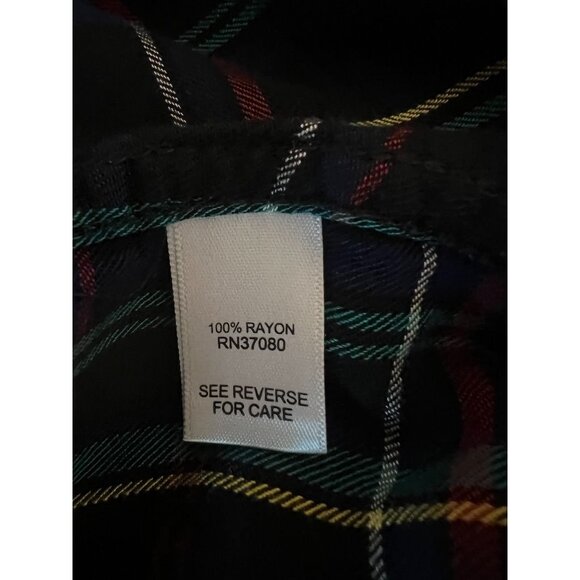 100% RAYON
RN37080
SEE REVERSE
FOR CARE